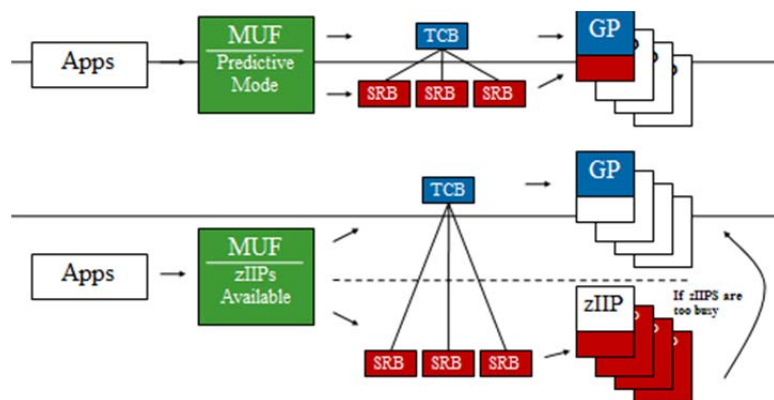 Apps
MUF
Predictive
Mode
TCB
SRB SRB SRB
GP
Apps
MUF
zIIPs
Available
TCB
SRB SRB SRB
GP
zIIP
If zIIPS are
too busy